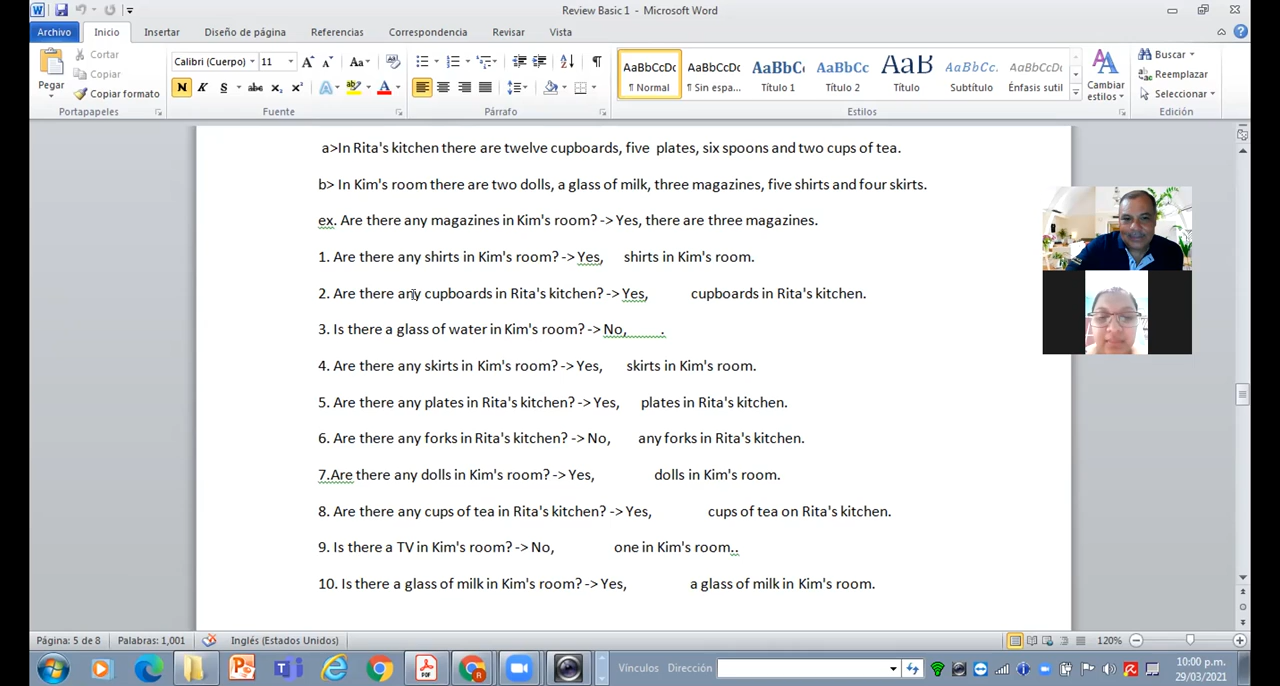 Review Basic 1 - Microsoft Word
Archivo Inicio Insertar Diseño de página Referencias Correspondencia Revisar Vista
Pegar
Cortar
Copiar
Copiar formato
Portapapeles
Calibri (Cuerpo) 11
Fuente
Párrafo
AaBbCcDc AaBbCcDc AaBbC AaBbCc AaB AaBbCc. AaBbCcDc
¶ Normal ¶ Sin espa... Título 1 Título 2 Título Subtítulo Énfasis sutil
Estilos
Cambiar estilos
Buscar
Reemplazar
Seleccionar
Edición
a>In Rita's kitchen there are twelve cupboards, five plates, six spoons and two cups of tea.
b> In Kim's room there are two dolls, a glass of milk, three magazines, five shirts and four skirts.
ex. Are there any magazines in Kim's room? -> Yes, there are three magazines.
1. Are there any shirts in Kim's room? -> Yes, shirts in Kim's room.
2. Are there any cupboards in Rita's kitchen? -> Yes, cupboards in Rita's kitchen.
3. Is there a glass of water in Kim's room? -> No, .
4. Are there any skirts in Kim's room? -> Yes, skirts in Kim's room.
5. Are there any plates in Rita's kitchen? -> Yes, plates in Rita's kitchen.
6. Are there any forks in Rita's kitchen? -> No, any forks in Rita's kitchen.
7.Are there any dolls in Kim's room? -> Yes, dolls in Kim's room.
8. Are there any cups of tea in Rita's kitchen? -> Yes, cups of tea on Rita's kitchen.
9. Is there a TV in Kim's room? -> No, one in Kim's room..
10. Is there a glass of milk in Kim's room? -> Yes, a glass of milk in Kim's room.
Página: 5 de 8 Palabras: 1,001 Inglés (Estados Unidos) 120%
Vínculos Dirección
10:00 p.m.
29/03/2021